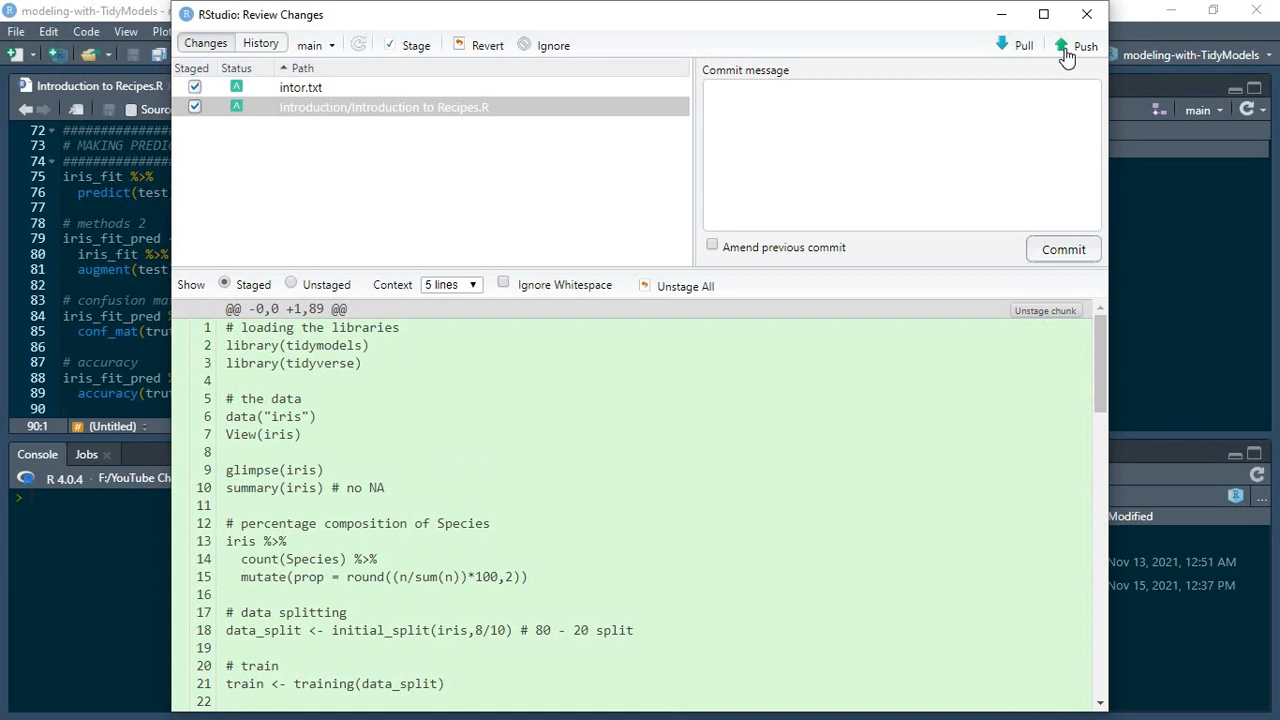 modeling-with-TidyModels -
RStudio: Review Changes
File Edit Code View Plot
Changes History main Stage Revert Ignore Pull Push
modeling-with-TidyModels
Staged Status Path
intor.txt
Introduction/Introduction to Recipes.R
Commit message
Amend previous commit
Commit
Introduction to Recipes.R
Source
main
72 ##############
73 # MAKING PREDIC
74 ##############
75 iris_fit %>%
76 predict(test
77
78 # methods 2
79 iris_fit_pred
80 iris_fit %>%
81 augment(test
82
83 # confusion ma
84 iris_fit_pred %
85 conf_mat(trut
86
87 # accuracy
88 iris_fit_pred %
89 accuracy(trut
90
90:1 # (Untitled)
Console Jobs
R 4.0.4 · F:/YouTube Ch
>
Show Staged Unstaged Context 5 lines Ignore Whitespace Unstage All
@@ -0,0 +1,89 @@ Unstage chunk
1 # loading the libraries
2 library(tidymodels)
3 library(tidyverse)
4
5 # the data
6 data("iris")
7 View(iris)
8
9 glimpse(iris)
10 summary(iris) # no NA
11
12 # percentage composition of Species
13 iris %>%
14 count(Species) %>%
15 mutate(prop = round((n/sum(n))*100,2))
16
17 # data splitting
18 data_split <- initial_split(iris,8/10) # 80 - 20 split
19
20 # train
21 train <- training(data_split)
22
Modified
Nov 13, 2021, 12:51 AM
Nov 15, 2021, 12:37 PM